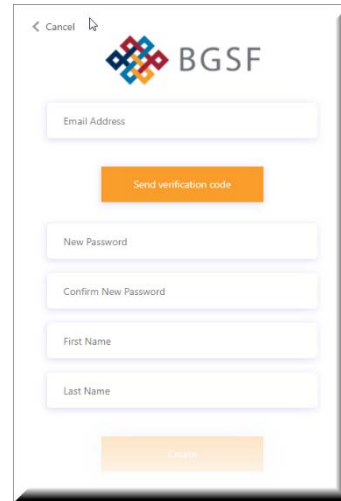 Cancel
BGSF
Email Address
Send verification code
New Password
Confirm New Password
First Name
Last Name
Create